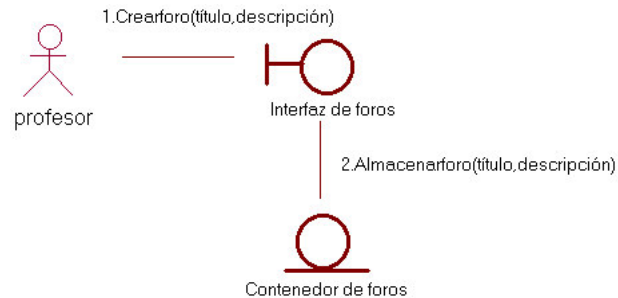 1.Crearforo(título,descripción)
profesor
Interfaz de foros
2.Almacenarforo(título,descripción)
Contenedor de foros